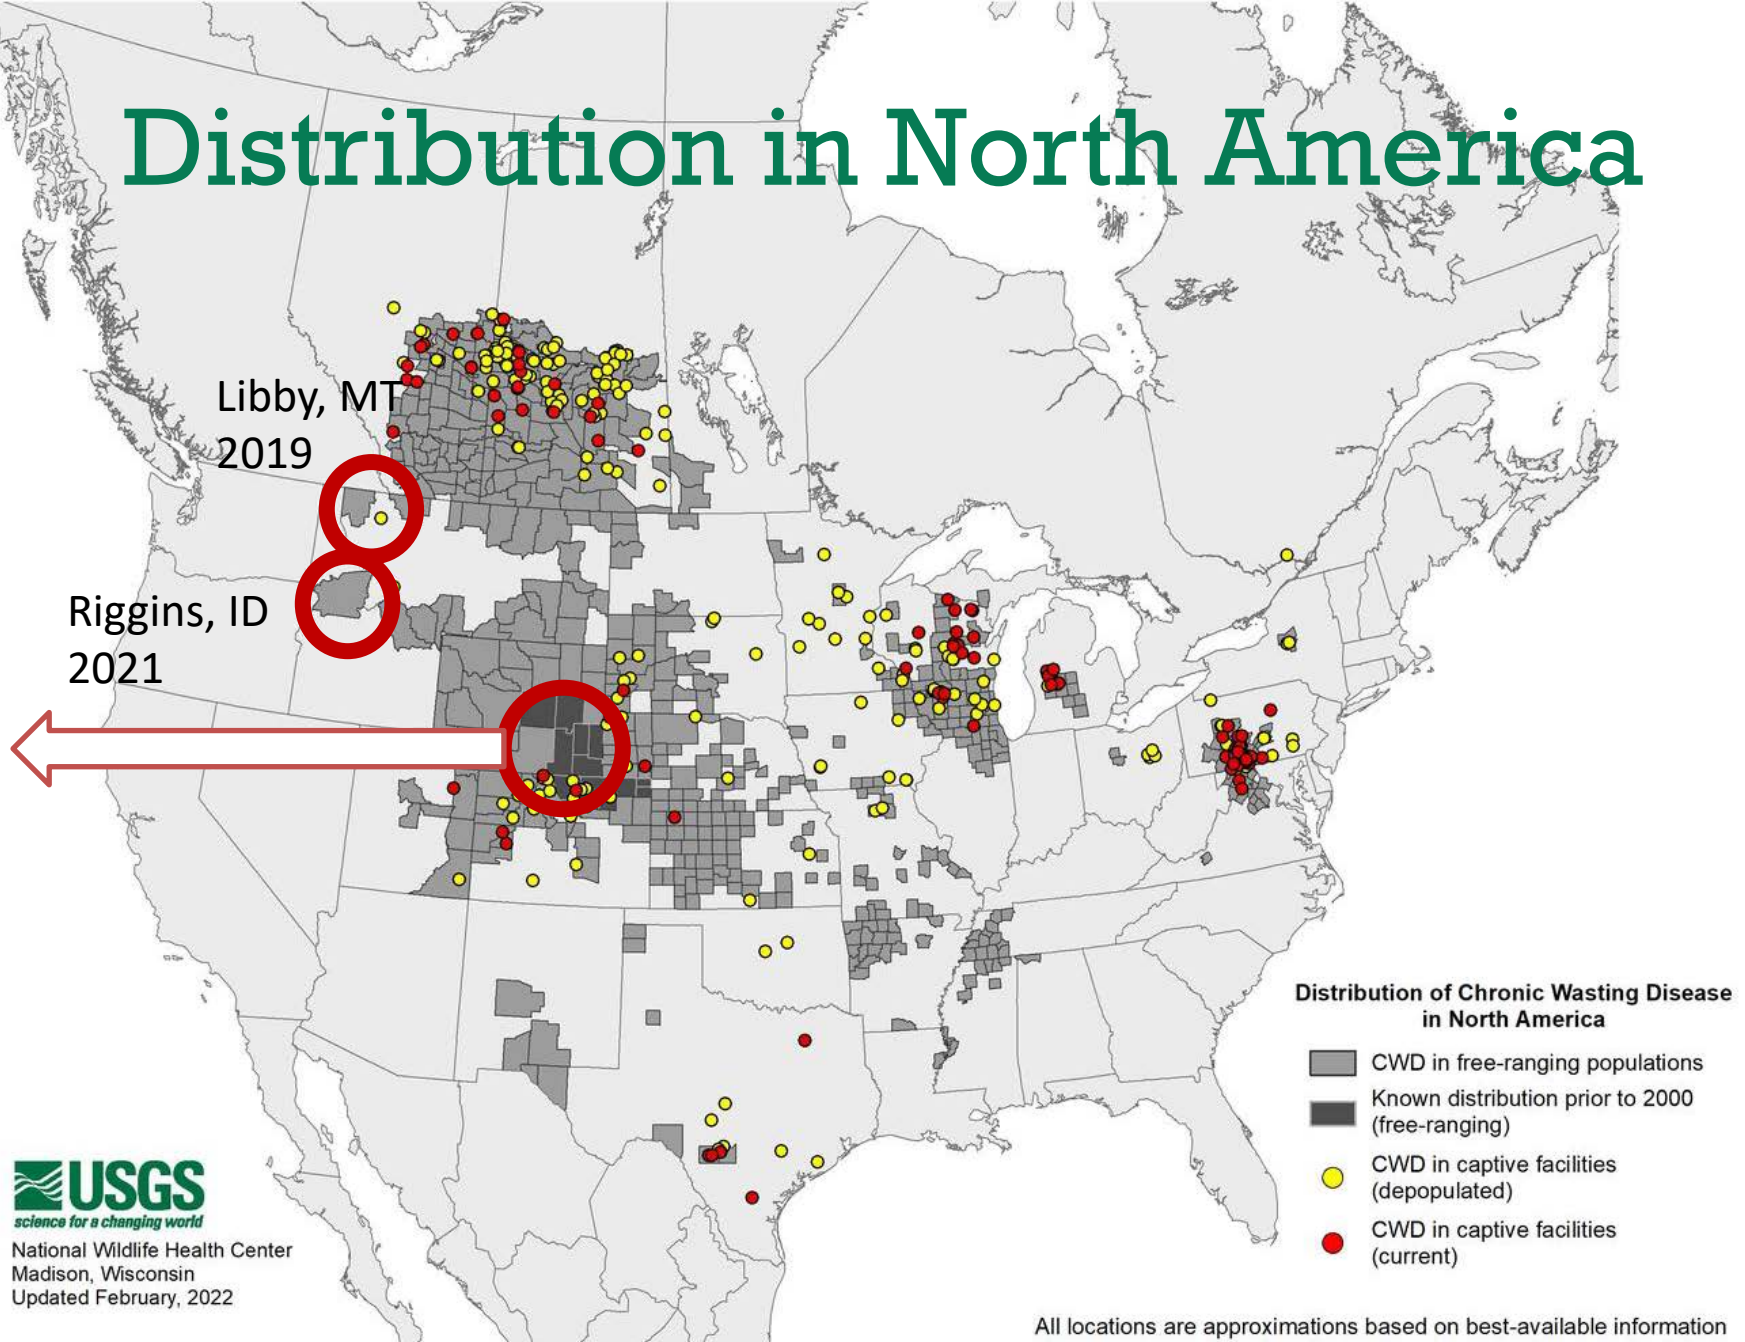 Distribution in North America
Libby, MT
2019
Riggins, ID
2021
Distribution of Chronic Wasting Disease
in North America
CWD in free-ranging populations
Known distribution prior to 2000
(free-ranging)
CWD in captive facilities
(depopulated)
CWD in captive facilities
(current)
USGS
science for a changing world
National Wildlife Health Center
Madison, Wisconsin
Updated February, 2022
All locations are approximations based on best-available information